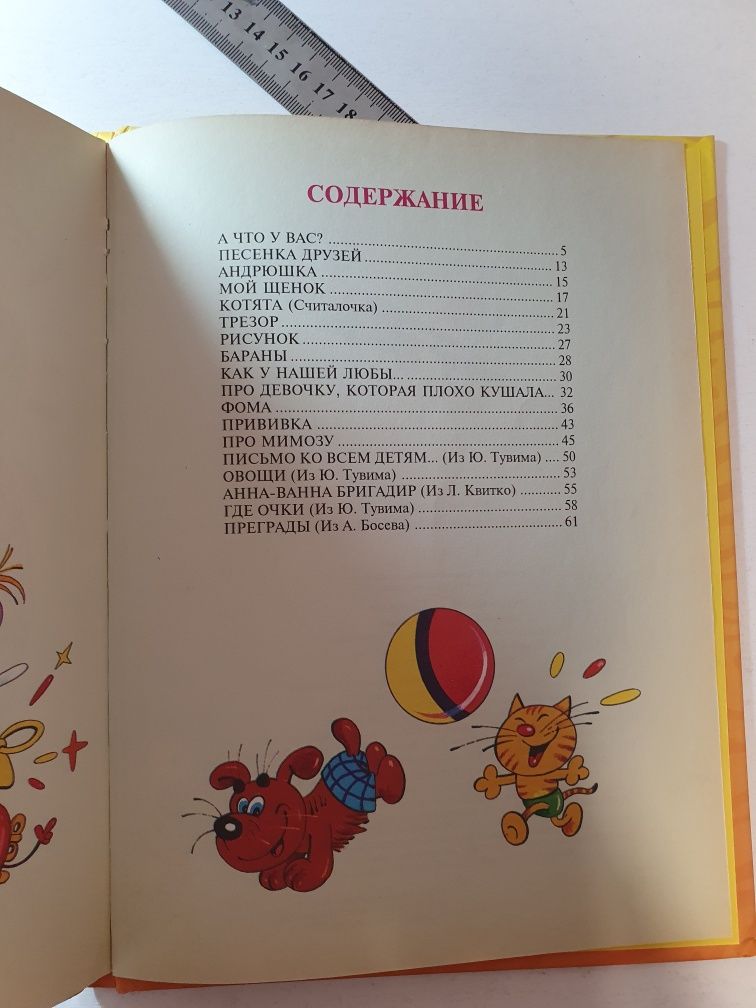 13 14 15 16 17 18
СОДЕРЖАНИЕ
А ЧТО У ВАС? ........ 5
ПЕСЕНКА ДРУЗЕЙ ........ 13
АНДРЮШКА ........ 15
МОЙ ЩЕНОК ........ 17
КОТЯТА (Считалочка) ........ 21
ТРЕЗОР ........ 23
РИСУНОК ........ 27
БАРАНЫ ........ 28
КАК У НАШЕЙ ЛЮБЫ... ........ 30
ПРО ДЕВОЧКУ, КОТОРАЯ ПЛОХО КУШАЛА... 32
ФОМА ........ 36
ПРИВИВКА ........ 43
ПРО МИМОЗУ ........ 45
ПИСЬМО КО ВСЕМ ДЕТЯМ... (Из Ю. Тувима) .... 50
ОВОЩИ (Из Ю. Тувима) ........ 53
АННА-ВАННА БРИГАДИР (Из Л. Квитко) ........ 55
ГДЕ ОЧКИ (Из Ю. Тувима) ........ 58
ПРЕГРАДЫ (Из А. Босева) ........ 61